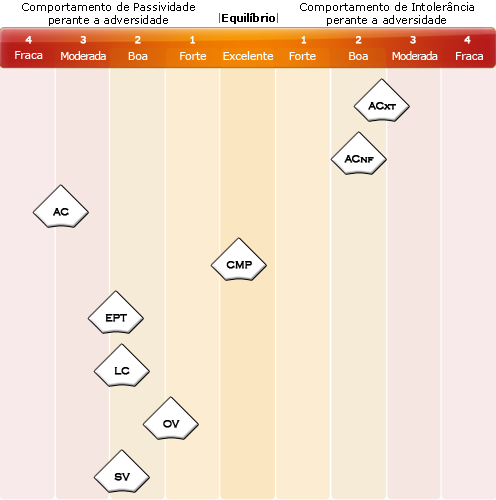 Comportamento de Passividade
perante a adversidade
|Equilíbrio|
Comportamento de Intolerância
perante a adversidade
4 3 2 1 1 2 3 4
Fraca Moderada Boa Forte Excelente Forte Boa Moderada Fraca
ACXT
ACNF
AC
CMP
EPT
LC
OV
SV